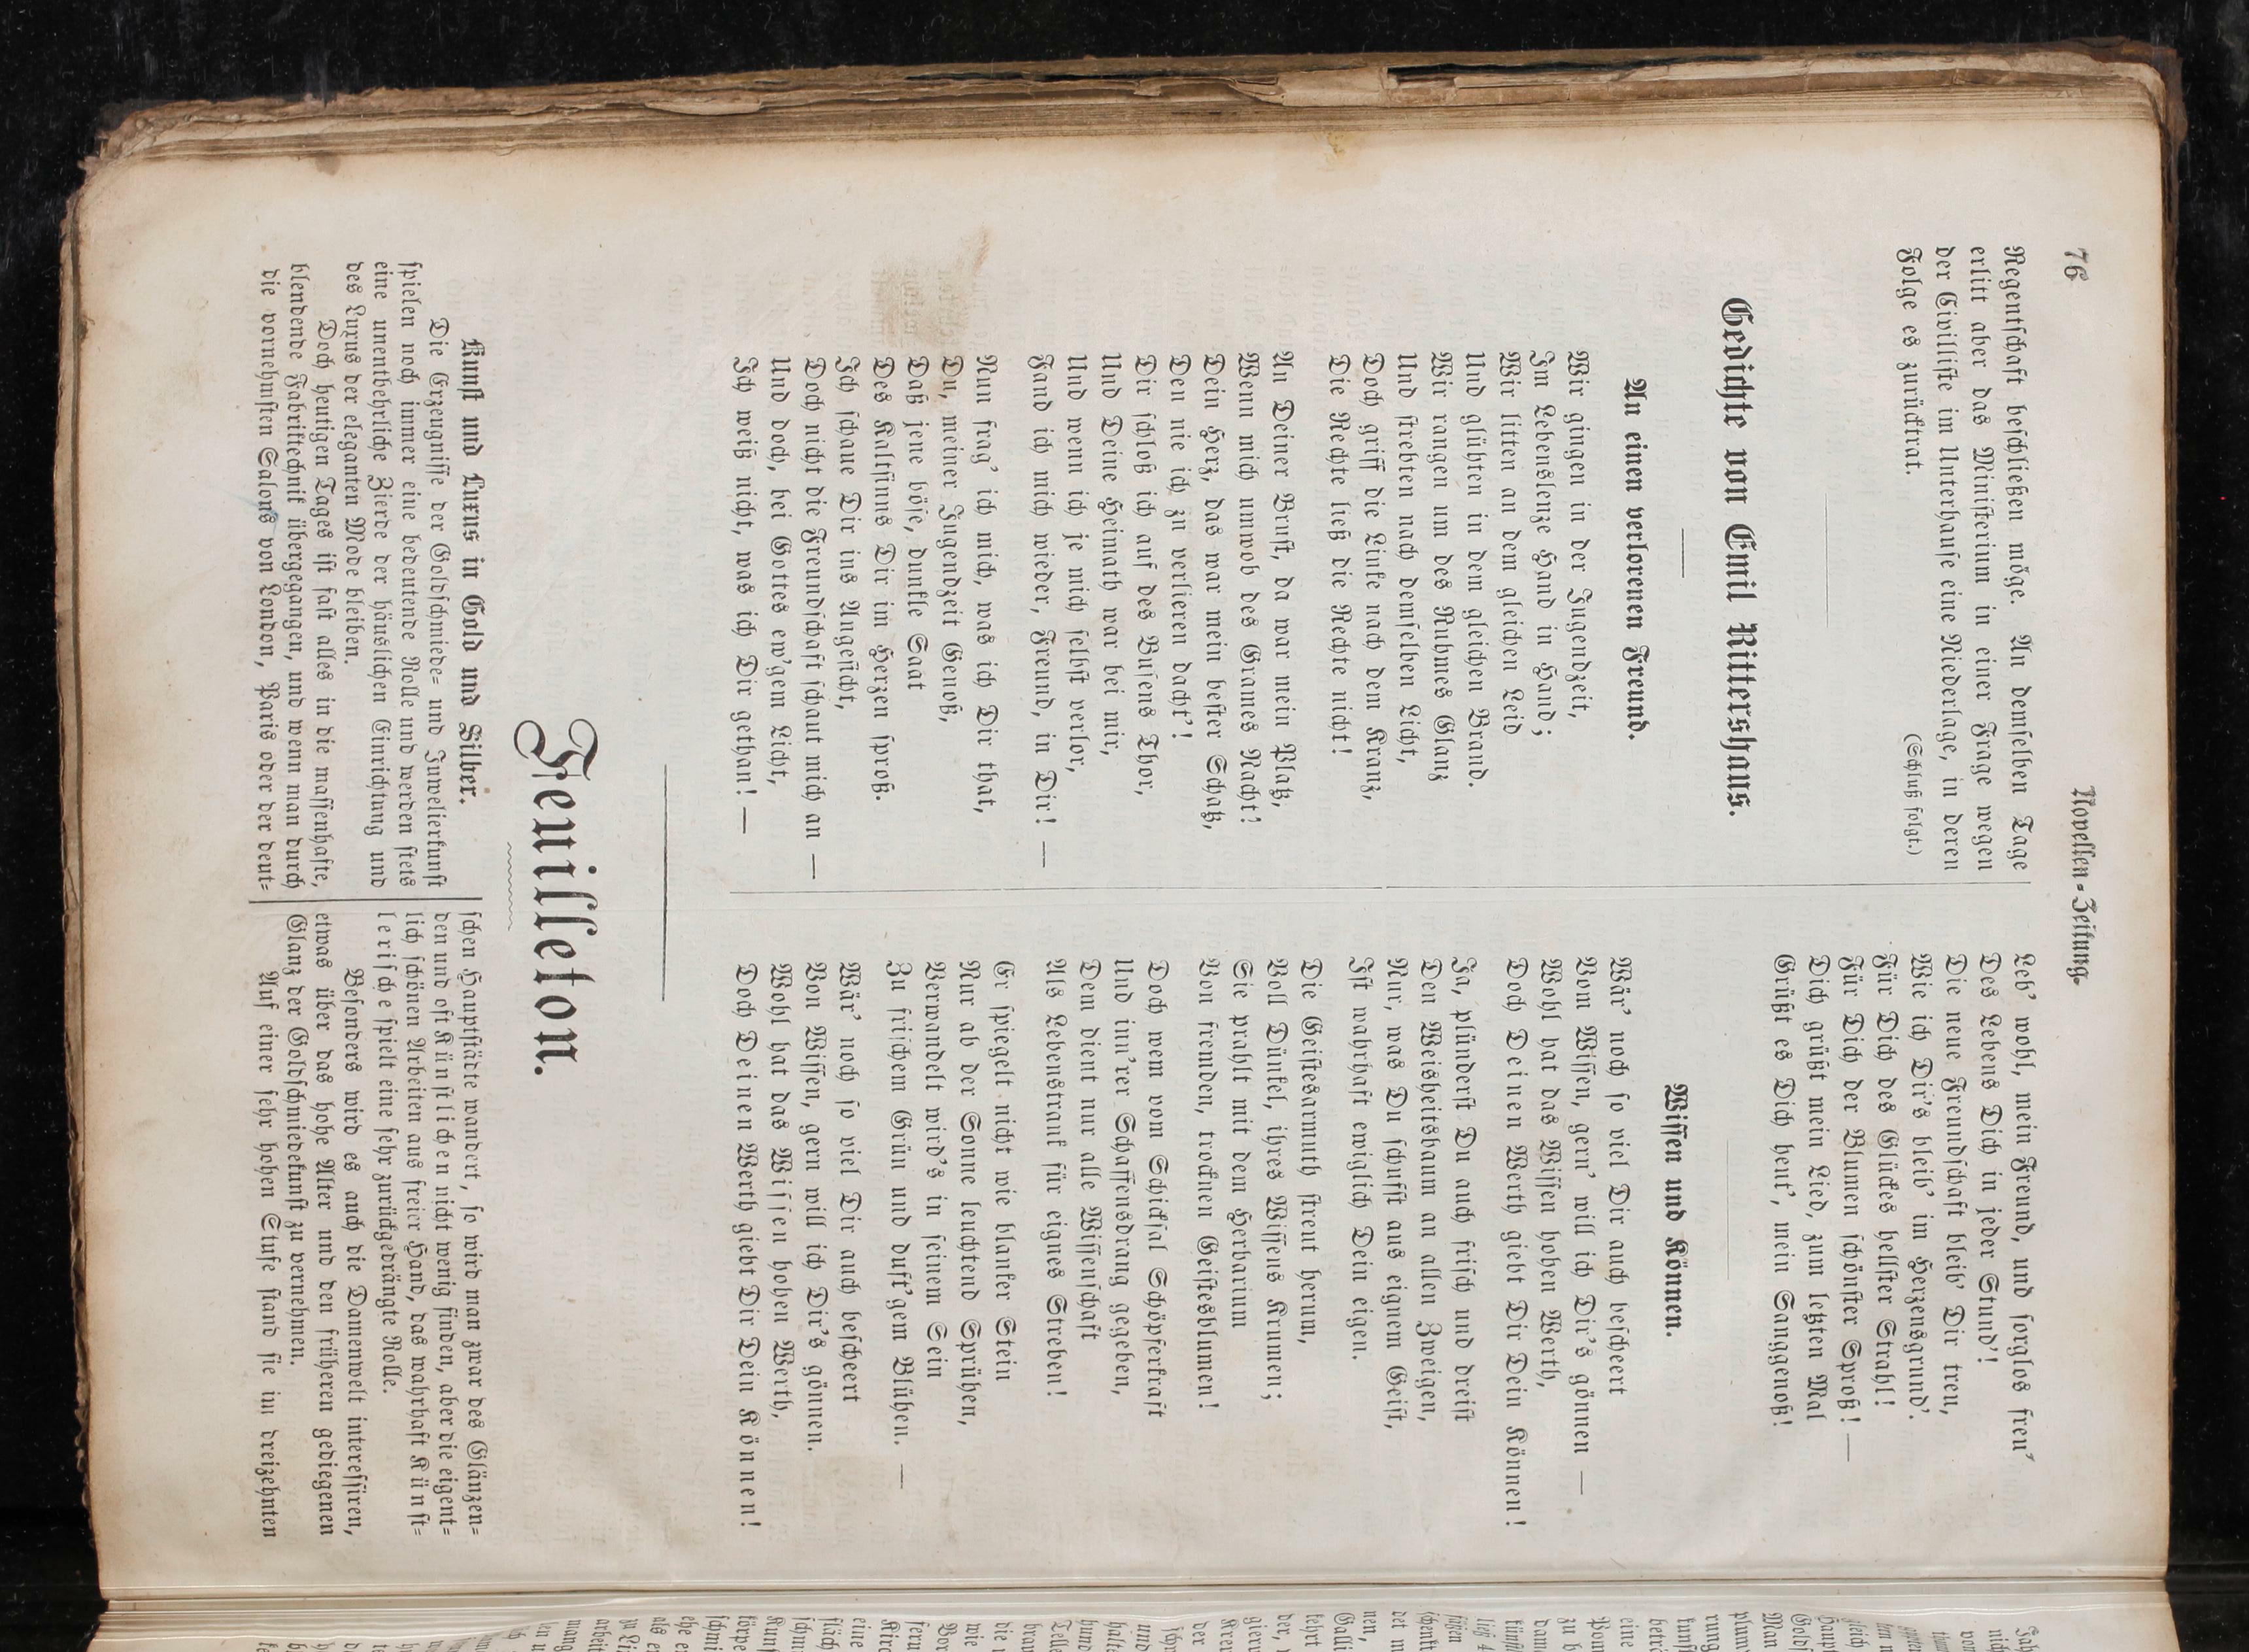 76
Novellen-Zeitung.
Regentschaft beschließen möge. An demselben Tage
erlitt aber das Ministerium in einer Frage wegen
der Civilliste im Unterhause eine Niederlage, in deren
Folge es zurücktrat.
(Schluß folgt.)
Gedichte von Emil Rittershaus.
An einen verlorenen Freund.
Wir gingen in der Jugendzeit,
Im Lebenslenze Hand in Hand;
Wir litten an dem gleichen Leid
Und glühten in dem gleichen Brand.
Wir rangen um des Ruhmes Glanz
Und strebten nach demselben Licht,
Doch griff die Linke nach dem Kranz,
Die Rechte ließ die Rechte nicht!
An Deiner Brust, da war mein Platz,
Wenn mich umwob des Grames Nacht!
Dein Herz, das war mein bester Schatz,
Den nie ich zu verlieren dacht'!
Dir schloß ich auf des Busens Thor,
Und Deine Heimath war bei mir,
Und wenn ich je mich selbst verlor,
Fand ich mich wieder, Freund, in Dir! —
Nun frag' ich mich, was ich Dir that,
Du, meiner Jugendzeit Genoß,
Daß jene böse, dunkle Saat
Des Kaltsinns Dir im Herzen sproß.
Ich schaue Dir ins Angesicht,
Doch nicht die Freundschaft schaut mich an —
Und doch, bei Gottes ew'gem Licht,
Ich weiß nicht, was ich Dir gethan! —
Leb' wohl, mein Freund, und sorglos freu'
Des Lebens Dich in jeder Stund'!
Die neue Freundschaft bleib' Dir treu,
Wie ich Dir's bleib' im Herzensgrund'.
Für Dich des Glückes hellster Strahl!
Für Dich der Blumen schönster Sproß! —
Dich grüßt mein Lied, zum letzten Mal
Grüßt es Dich heut', mein Sanggenoß!
Wissen und Können.
Wär' noch so viel Dir auch bescheert
Vom Wissen, gern' will ich Dir's gönnen —
Wohl hat das Wissen hohen Werth,
Doch Deinen Werth giebt Dir Dein Können!
Ja, plünderst Du auch frisch und dreist
Den Weisheitsbaum an allen Zweigen,
Nur, was Du schufst aus eignem Geist,
Ist wahrhaft ewiglich Dein eigen.
Die Geistesarmuth streut herum,
Voll Dünkel, ihres Wissens Krumen;
Sie prahlt mit dem Herbarium
Von fremden, trocknen Geistesblumen!
Doch wem vom Schicksal Schöpferkraft
Und inn'rer Schaffensdrang gegeben,
Dem dient nur alle Wissenschaft
Als Lebenstrank für eignes Streben!
Er spiegelt nicht wie blanker Stein
Nur ab der Sonne leuchtend Sprühen,
Verwandelt wird's in seinem Sein
Zu frischem Grün und duft'gem Blühen. —
Wär' noch so viel Dir auch bescheert
Von Wissen, gern will ich Dir's gönnen.
Wohl hat das Wissen hohen Werth,
Doch Deinen Werth giebt Dir Dein Können!
Feuilleton.
Kunst und Luxus in Gold und Silber.
Die Erzeugnisse der Goldschmiede- und Juwelierkunst
spielen noch immer eine bedeutende Rolle und werden stets
eine unentbehrliche Zierde der häuslichen Einrichtung und
des Luxus der eleganten Mode bleiben.
Doch heutigen Tages ist fast alles in die massenhafte,
blendende Fabriktechnik übergegangen, und wenn man durch
die vornehmsten Salons von London, Paris oder der deut-
schen Hauptstädte wandert, so wird man zwar des Glänzen-
den und oft Künstlichen nicht wenig finden, aber die eigent-
lich schönen Arbeiten aus freier Hand, das wahrhaft Künst-
lerische spielt eine sehr zurückgedrängte Rolle.
Besonders wird es auch die Damenwelt interessiren,
etwas über das hohe Alter und den früheren gediegenen
Glanz der Goldschmiedekunst zu vernehmen.
Auf einer sehr hohen Stufe stand sie im dreizehnten